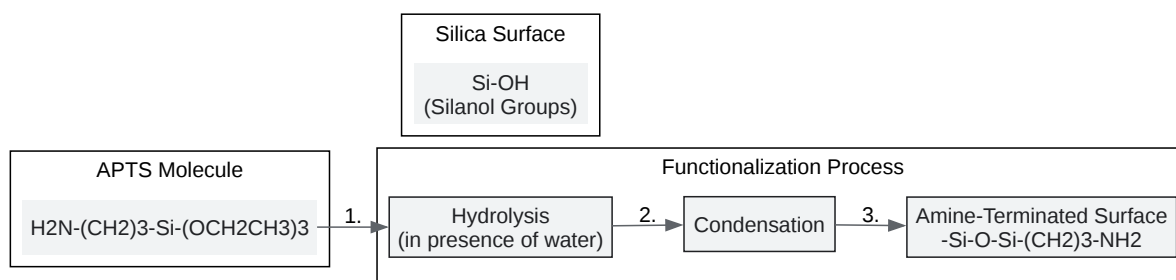 Silica Surface
Si-OH
(Silanol Groups)
APTS Molecule
H2N-(CH2)3-Si-(OCH2CH3)3
Functionalization Process
1.
Hydrolysis
(in presence of water)
2.
Condensation
3.
Amine-Terminated Surface
-Si-O-Si-(CH2)3-NH2